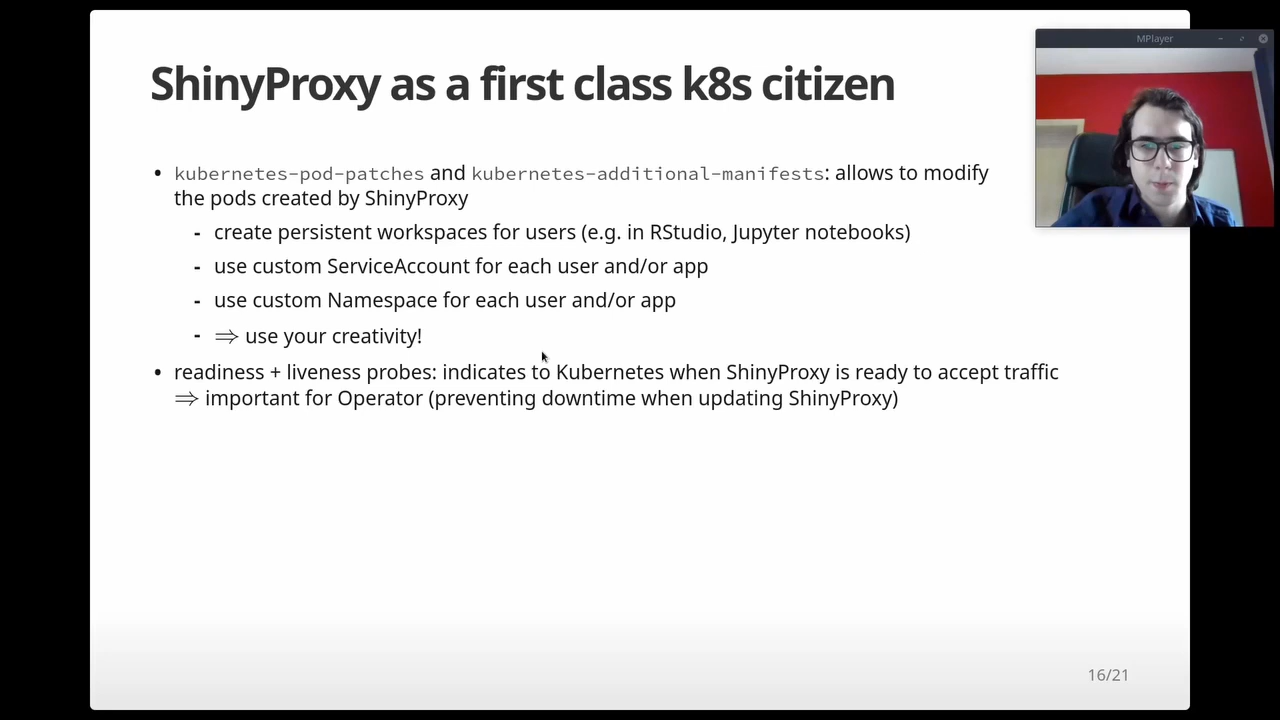 ShinyProxy as a first class k8s citizen
MPlayer
• kubernetes-pod-patches and kubernetes-additional-manifests: allows to modify
the pods created by ShinyProxy
- create persistent workspaces for users (e.g. in RStudio, Jupyter notebooks)
- use custom ServiceAccount for each user and/or app
- use custom Namespace for each user and/or app
- ⇒ use your creativity!
• readiness + liveness probes: indicates to Kubernetes when ShinyProxy is ready to accept traffic
⇒ important for Operator (preventing downtime when updating ShinyProxy)
16/21